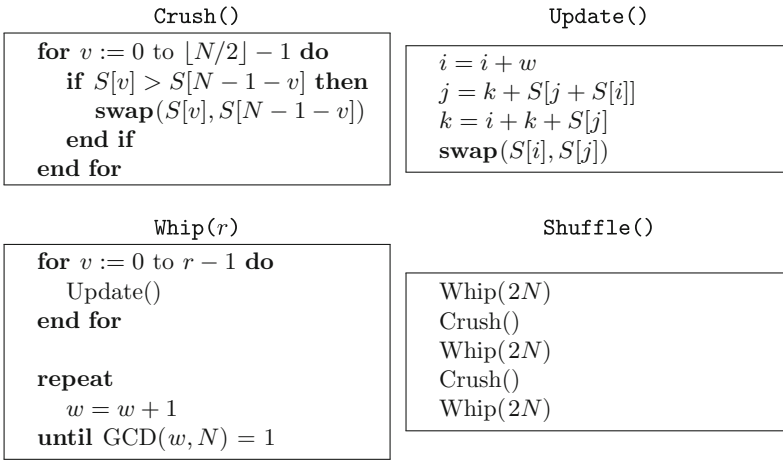 Crush()
for v := 0 to ⌊N/2⌋ − 1 do
if S[v] > S[N − 1 − v] then
swap(S[v], S[N − 1 − v])
end if
end for
Update()
i = i + w
j = k + S[j + S[i]]
k = i + k + S[j]
swap(S[i], S[j])
Whip(r)
for v := 0 to r − 1 do
Update()
end for
repeat
w = w + 1
until GCD(w, N) = 1
Shuffle()
Whip(2N)
Crush()
Whip(2N)
Crush()
Whip(2N)